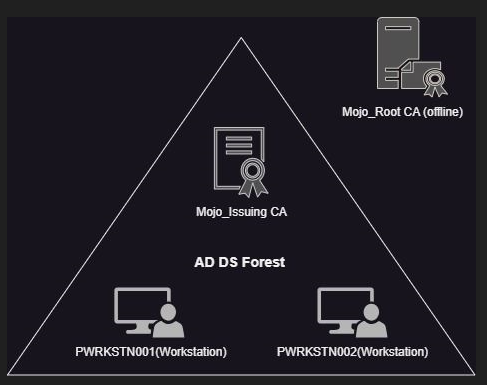 Mojo_Root CA (offline)
Mojo_Issuing CA
AD DS Forest
PWRKSTN001(Workstation)
PWRKSTN002(Workstation)